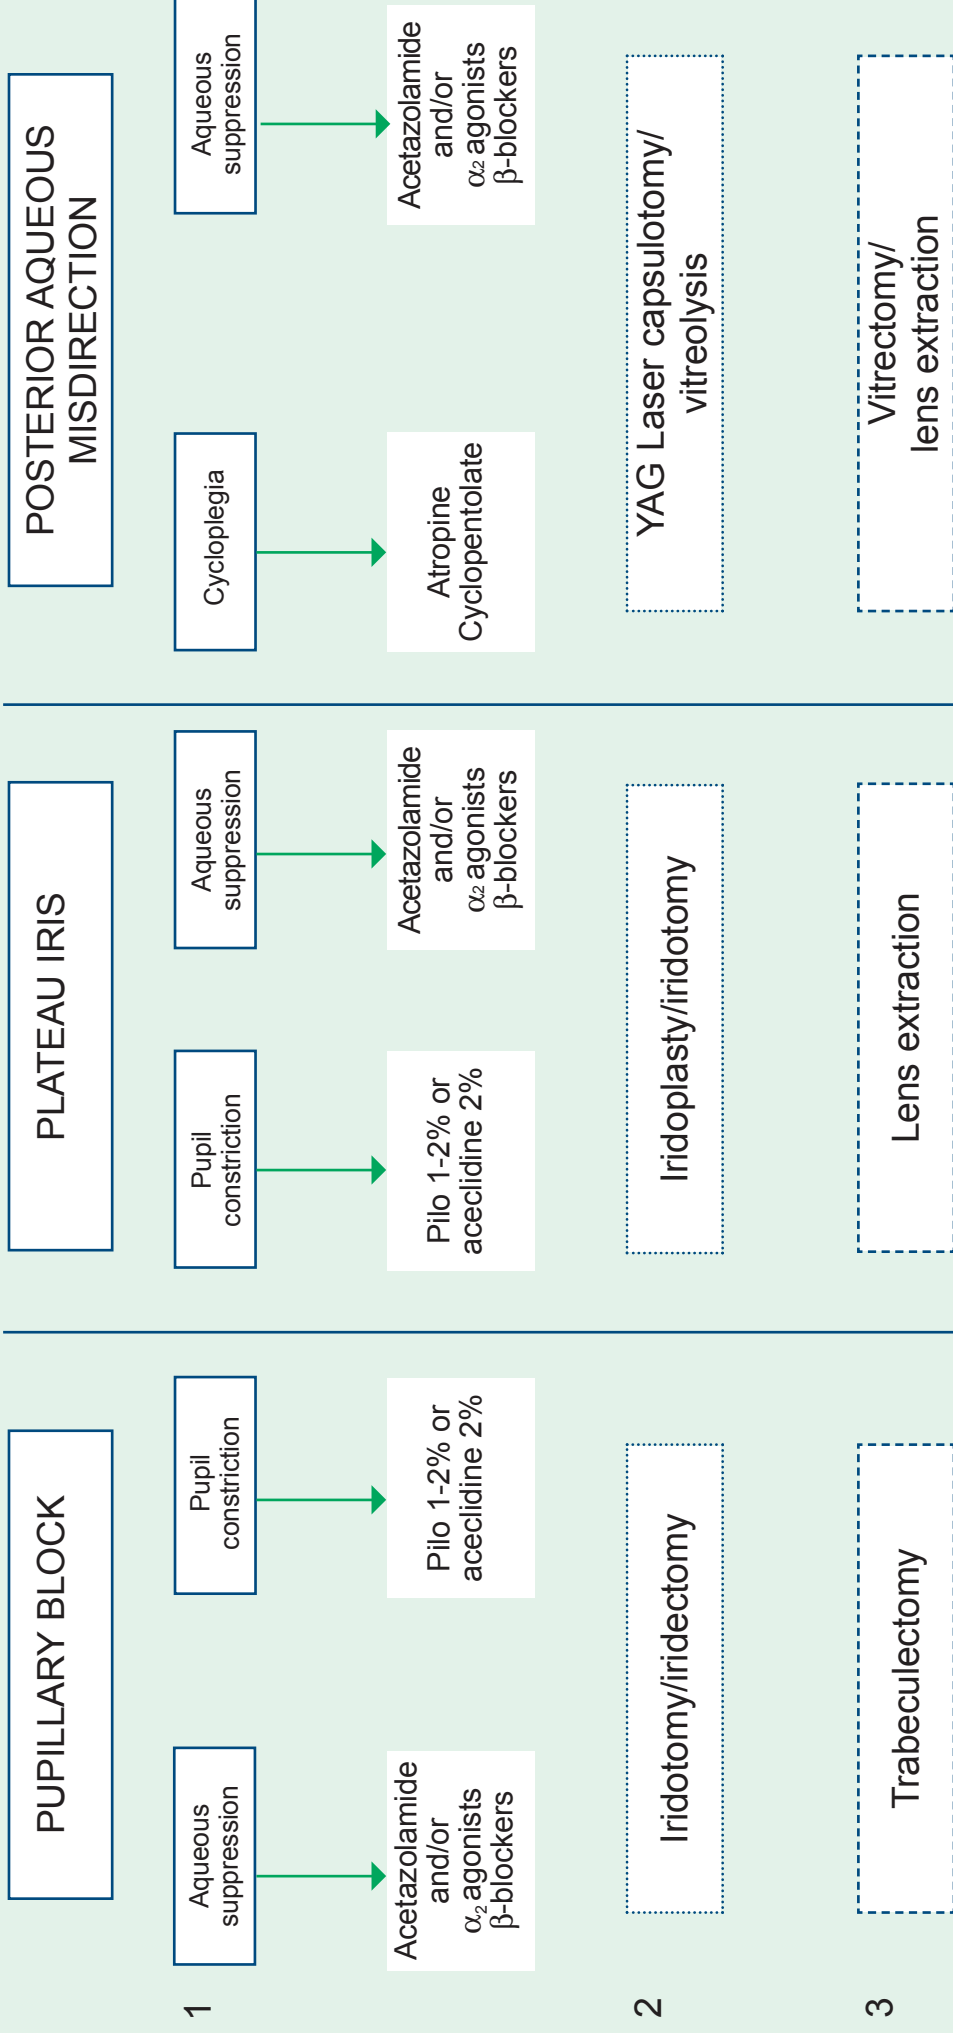 PUPILLARY BLOCK
PLATEAU IRIS
POSTERIOR AQUEOUS
MISDIRECTION
1
Aqueous
suppression
Pupil
constriction
Pupil
constriction
Aqueous
suppression
Cycloplegia
Aqueous
suppression
Acetazolamide
and/or
α₂ agonists
β-blockers
Pilo 1-2% or
aceclidine 2%
Pilo 1-2% or
aceclidine 2%
Acetazolamide
and/or
α₂ agonists
β-blockers
Atropine
Cyclopentolate
Acetazolamide
and/or
α₂ agonists
β-blockers
2
Iridotomy/iridectomy
Iridoplasty/iridotomy
YAG Laser capsulotomy/
vitreolysis
3
Trabeculectomy
Lens extraction
Vitrectomy/
lens extraction